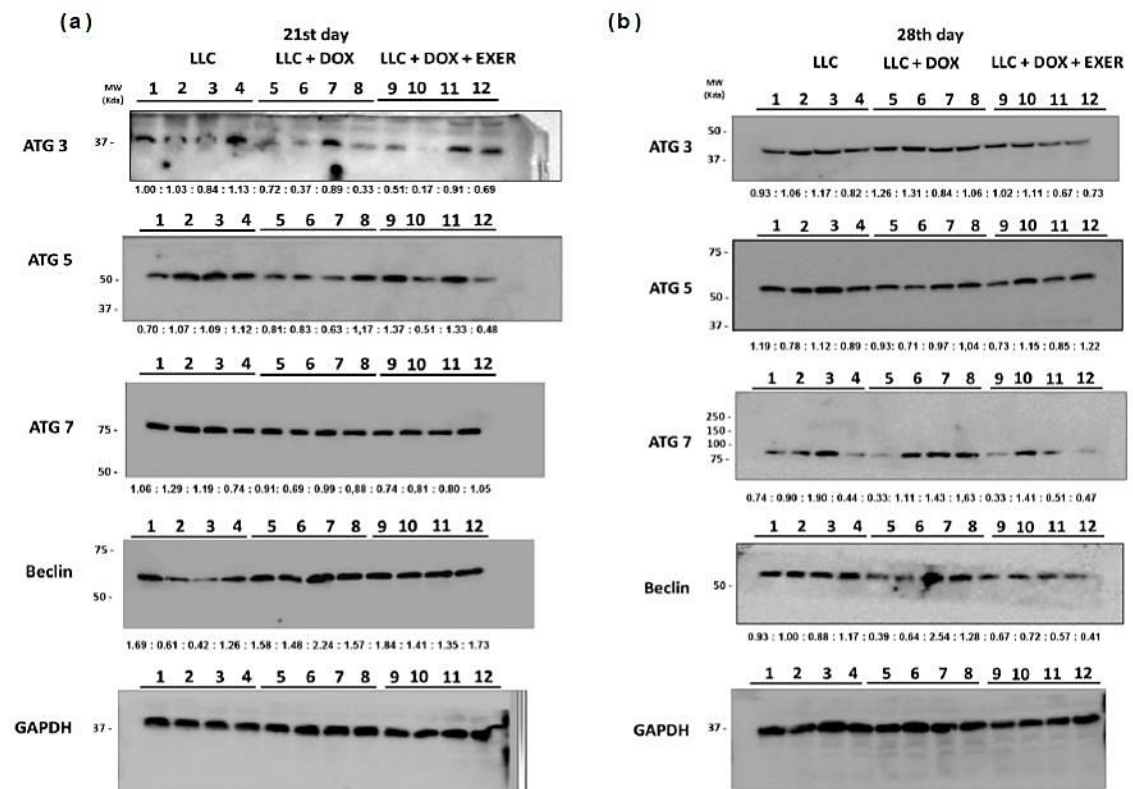 (a)
21st day
LLC LLC + DOX LLC + DOX + EXER
MW
(Kda)
1 2 3 4 5 6 7 8 9 10 11 12
ATG 3
37 -
1.00 : 1.03 : 0.84 : 1.13 : 0.72 : 0.37 : 0.89 : 0.33 : 0.51: 0.17 : 0.91 : 0.69
1 2 3 4 5 6 7 8 9 10 11 12
ATG 5
50 -
37 -
0.70 : 1.07 : 1.09 : 1.12 : 0.81: 0.83 : 0.63 : 1,17 : 1.37 : 0.51 : 1.33 : 0.48
1 2 3 4 5 6 7 8 9 10 11 12
ATG 7
75 -
50 -
1.06 : 1.29 : 1.19 : 0.74 : 0.91: 0.69 : 0.99 : 0,88 : 0.74 : 0.81 : 0.80 : 1.05
1 2 3 4 5 6 7 8 9 10 11 12
75 -
Beclin
50 -
1.69 : 0.61 : 0.42 : 1.26 : 1.58 : 1.48 : 2.24 : 1.57 : 1.84 : 1.41 : 1.35 : 1.73
1 2 3 4 5 6 7 8 9 10 11 12
GAPDH
37 -
(b)
28th day
LLC LLC + DOX LLC + DOX + EXER
MW
(Kda)
1 2 3 4 5 6 7 8 9 10 11 12
50 -
ATG 3
37 -
0.93 : 1.06 : 1.17 : 0.82 : 1.26 : 1.31 : 0.84 : 1.06 : 1.02 : 1.11 : 0.67 : 0.73
1 2 3 4 5 6 7 8 9 10 11 12
75 -
ATG 5
50 -
37 -
1.19 : 0.78 : 1.12 : 0.89 : 0.93: 0.71 : 0.97 : 1,04 : 0.73 : 1.15 : 0.85 : 1.22
1 2 3 4 5 6 7 8 9 10 11 12
250 -
150 -
ATG 7
100 -
75 -
0.74 : 0.90 : 1.90 : 0.44 : 0.33: 1.11 : 1.43 : 1,63 : 0.33 : 1.41 : 0.51 : 0.47
1 2 3 4 5 6 7 8 9 10 11 12
Beclin
50 -
0.93 : 1.00 : 0.88 : 1.17 : 0.39 : 0.64 : 2.54 : 1.28 : 0.67 : 0.72 : 0.57 : 0.41
1 2 3 4 5 6 7 8 9 10 11 12
GAPDH
37 -